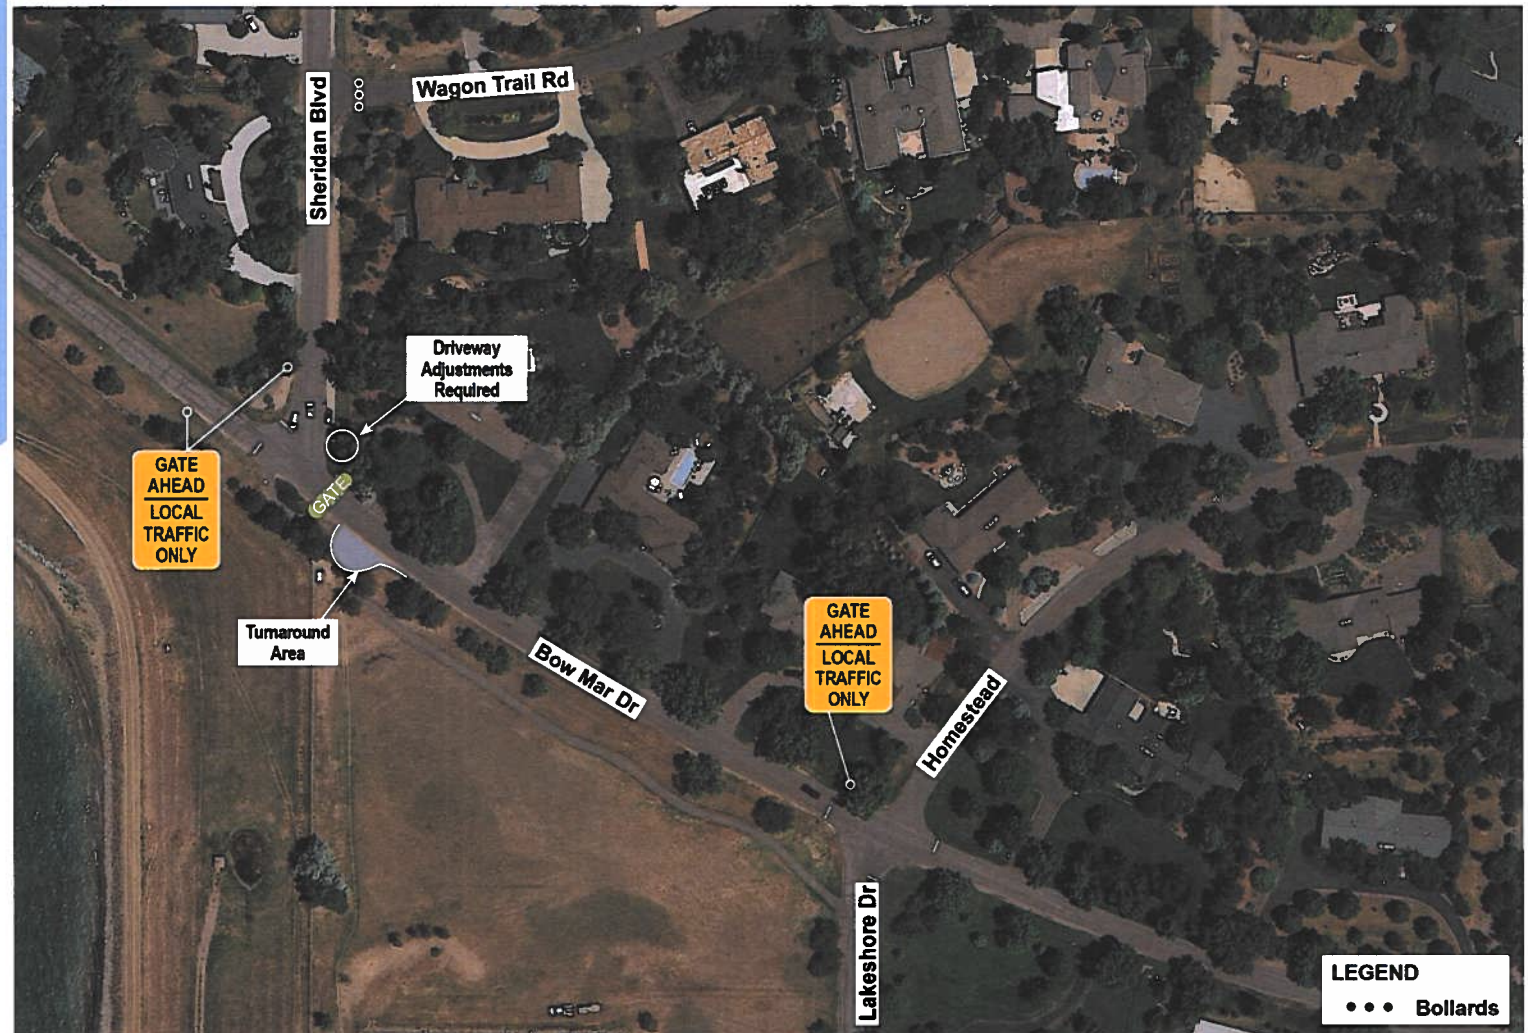 Wagon Trail Rd
Sheridan Blvd
Driveway
Adjustments
Required
GATE
AHEAD
LOCAL
TRAFFIC
ONLY
GATE
Turnaround
Area
Bow Mar Dr
GATE
AHEAD
LOCAL
TRAFFIC
ONLY
Homestead
Lakeshore Dr
LEGEND
Bollards